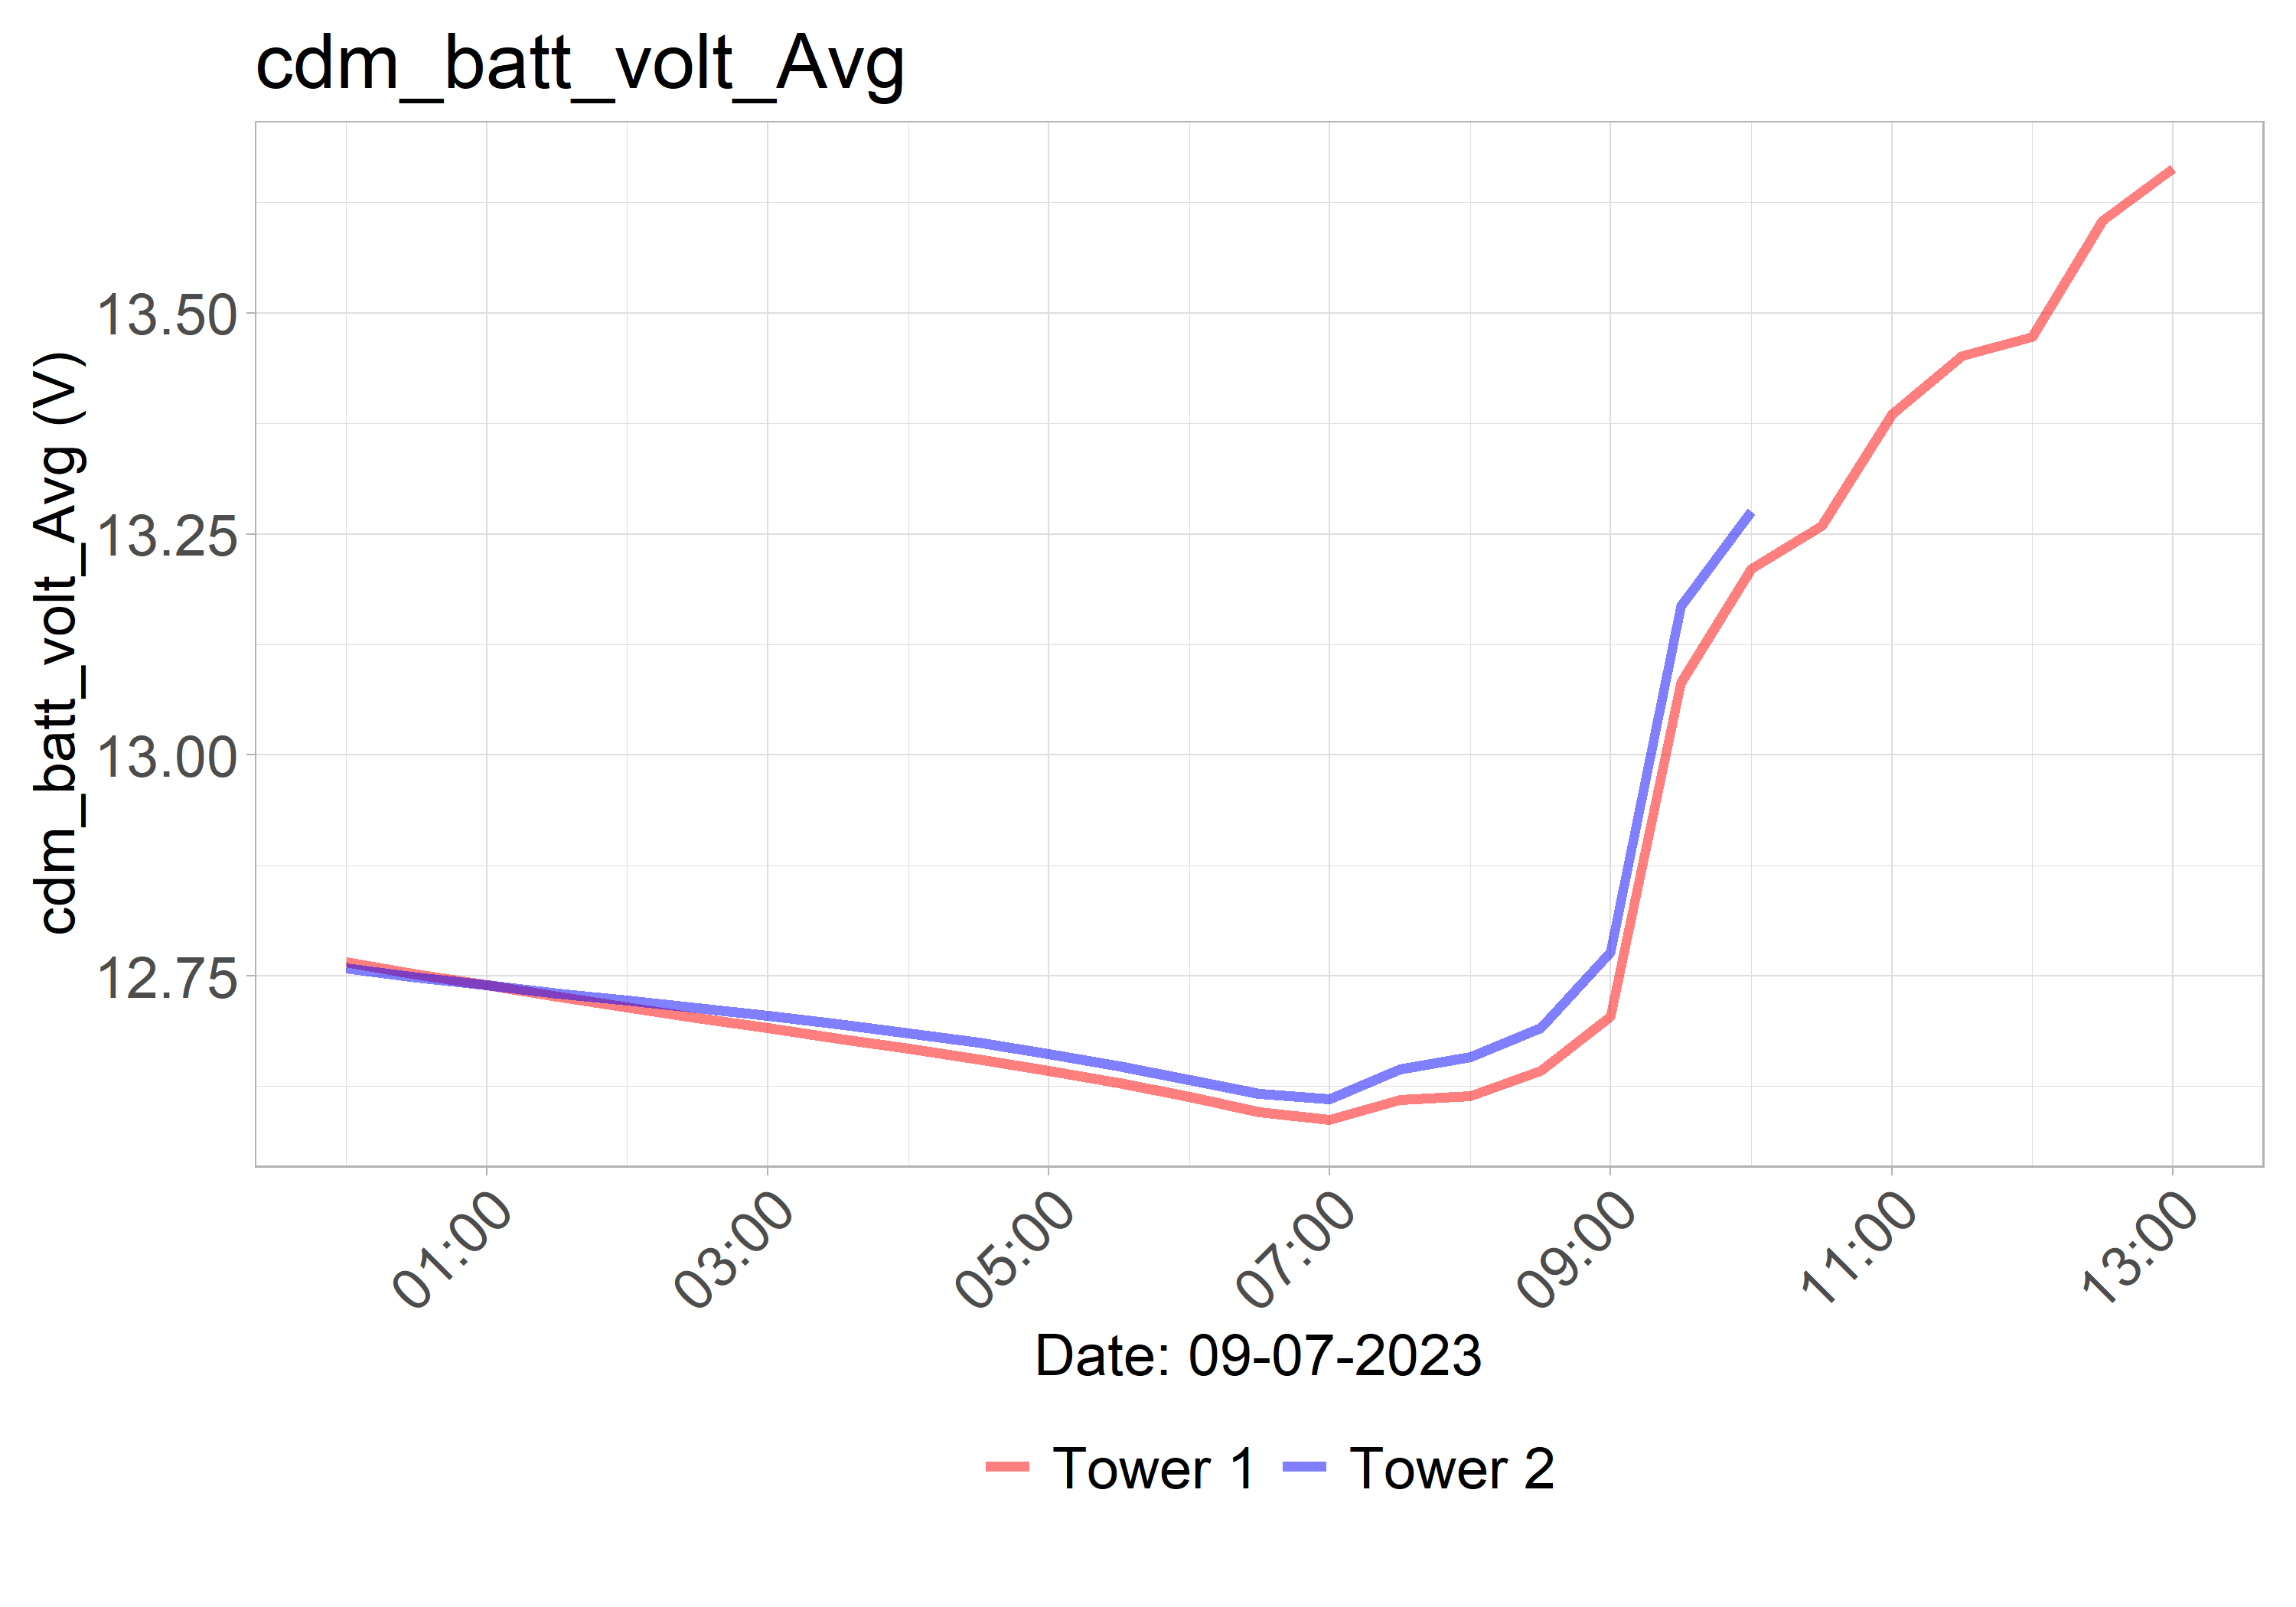 cdm_batt_volt_Avg
cdm_batt_volt_Avg (V)
13.50
13.25
13.00
12.75
01:00
03:00
05:00
07:00
09:00
11:00
13:00
Date: 09-07-2023
Tower 1
Tower 2